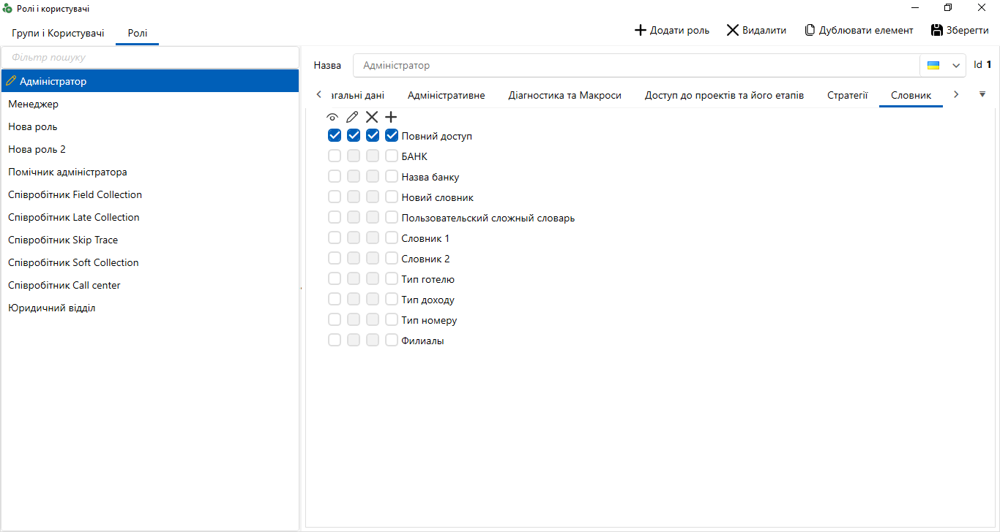 Ролі і користувачі
Групи і Користувачі Ролі
Додати роль Видалити Дублювати елемент Зберегти
Фільтр пошуку
Адміністратор
Менеджер
Нова роль
Нова роль 2
Помічник адміністратора
Співробітник Field Collection
Співробітник Late Collection
Співробітник Skip Trace
Співробітник Soft Collection
Співробітник Call center
Юридичний відділ
Назва Адміністратор Id 1
агальні дані Адміністративне Діагностика та Макроси Доступ до проектів та його етапів Стратегії Словник
Повний доступ
БАНК
Назва банку
Новий словник
Пользовательский сложный словарь
Словник 1
Словник 2
Тип готелю
Тип доходу
Тип номеру
Филиалы